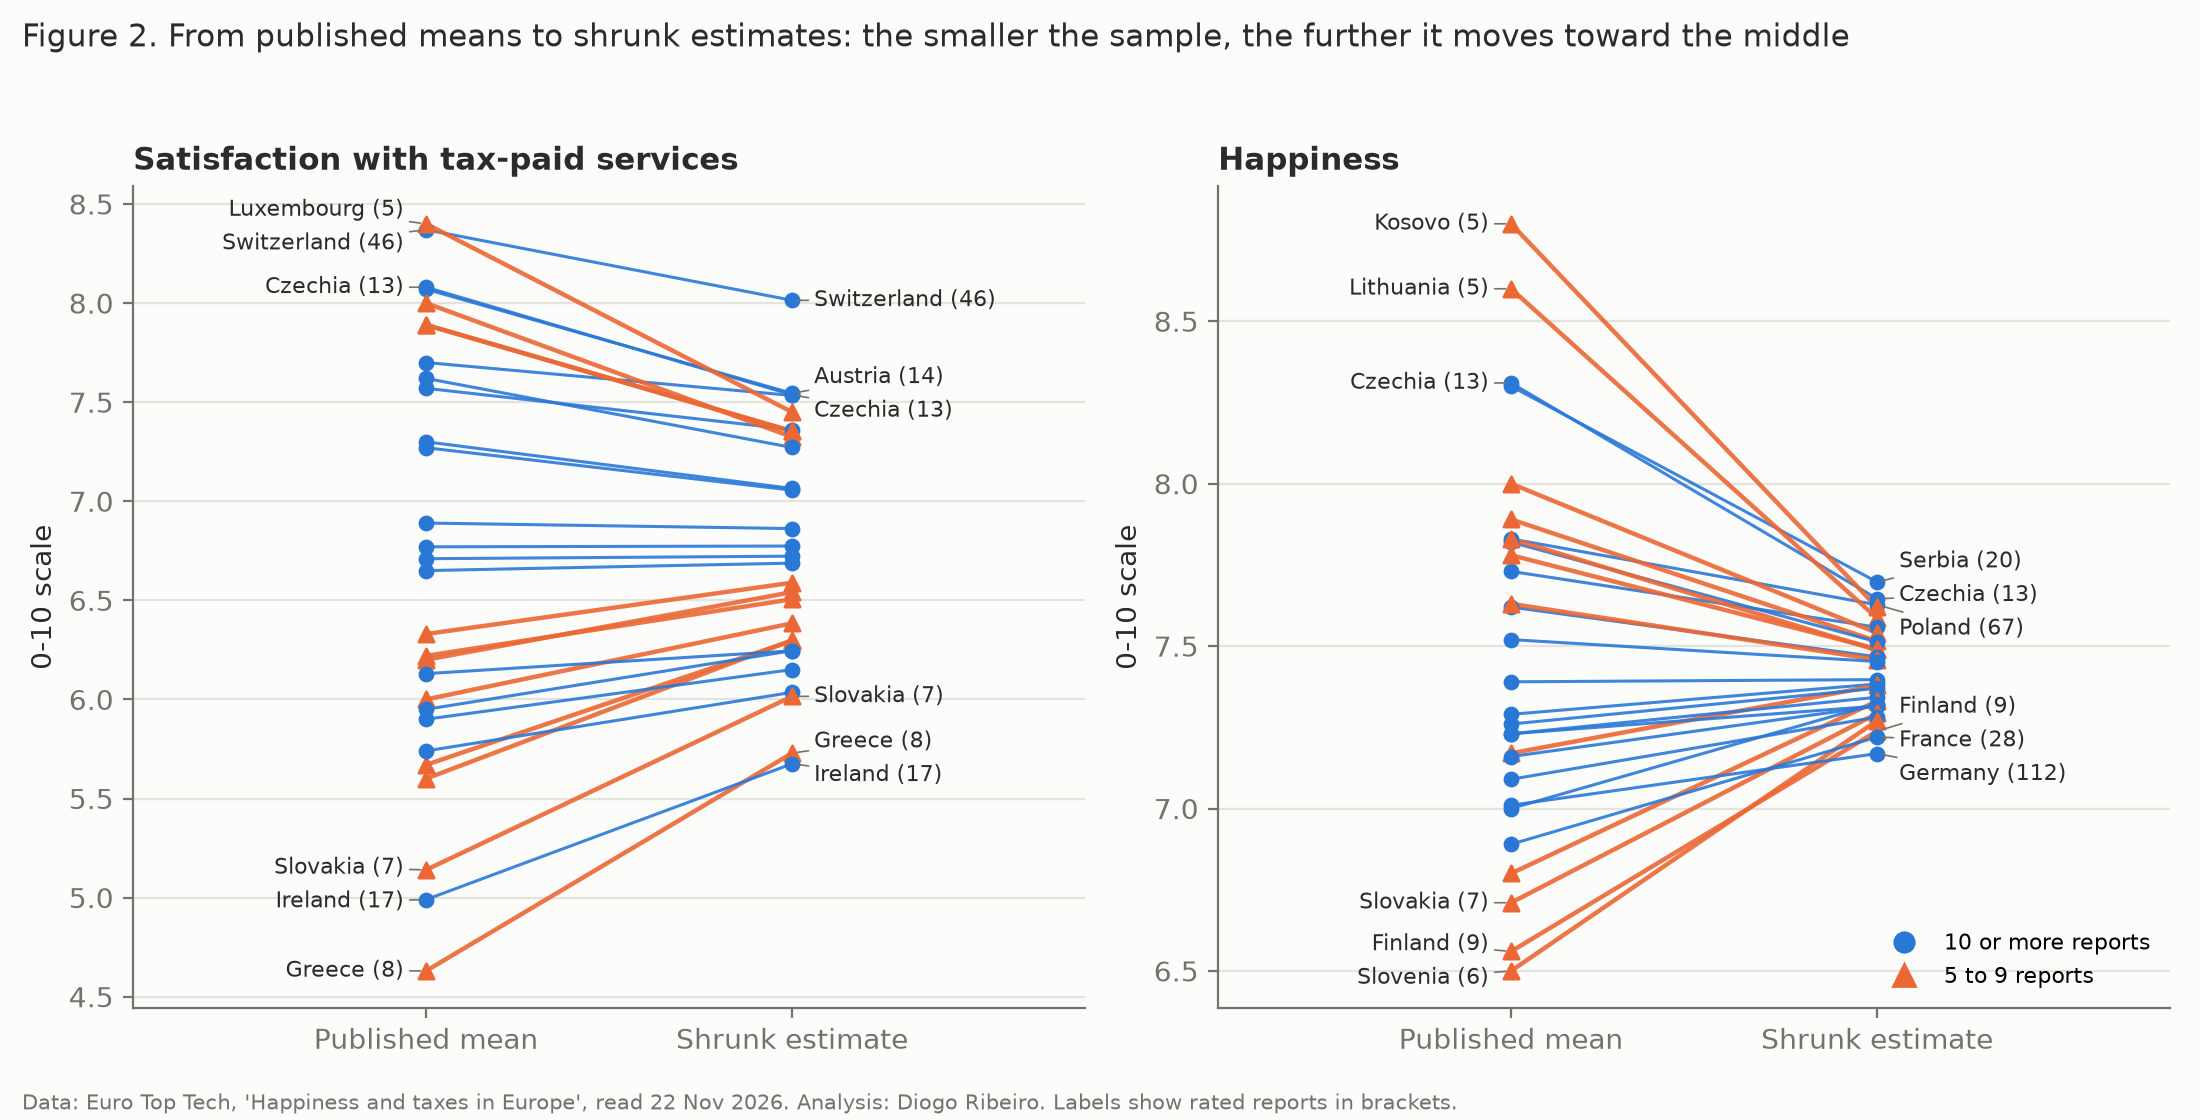 Figure 2. From published means to shrunk estimates: the smaller the sample, the further it moves toward the middle
Satisfaction with tax-paid services
0-10 scale
8.5
8.0
7.5
7.0
6.5
6.0
5.5
5.0
4.5
Luxembourg (5)
Switzerland (46)
Czechia (13)
Slovakia (7)
Ireland (17)
Greece (8)
Switzerland (46)
Austria (14)
Czechia (13)
Slovakia (7)
Greece (8)
Ireland (17)
Published mean
Shrunk estimate
Happiness
0-10 scale
8.5
8.0
7.5
7.0
6.5
Kosovo (5)
Lithuania (5)
Czechia (13)
Slovakia (7)
Finland (9)
Slovenia (6)
Serbia (20)
Czechia (13)
Poland (67)
Finland (9)
France (28)
Germany (112)
10 or more reports
5 to 9 reports
Published mean
Shrunk estimate
Data: Euro Top Tech, 'Happiness and taxes in Europe', read 22 Nov 2026. Analysis: Diogo Ribeiro. Labels show rated reports in brackets.